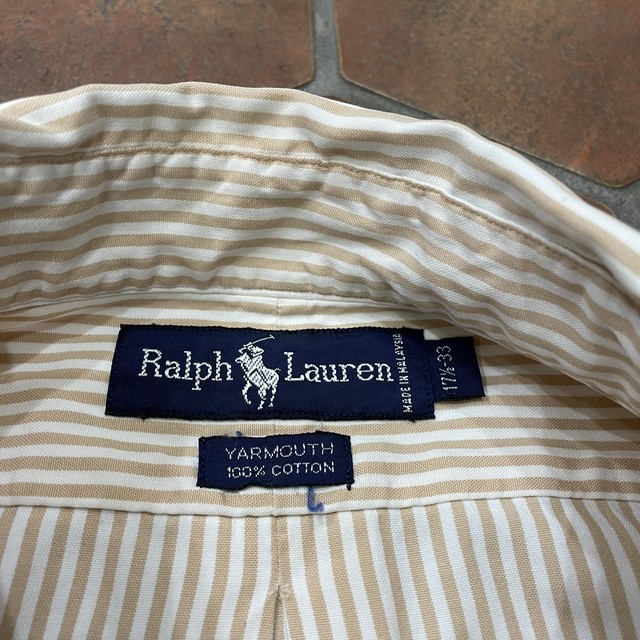 Ralph Lauren
MADE IN MALAYSIA
17½-33
YARMOUTH
100% COTTON